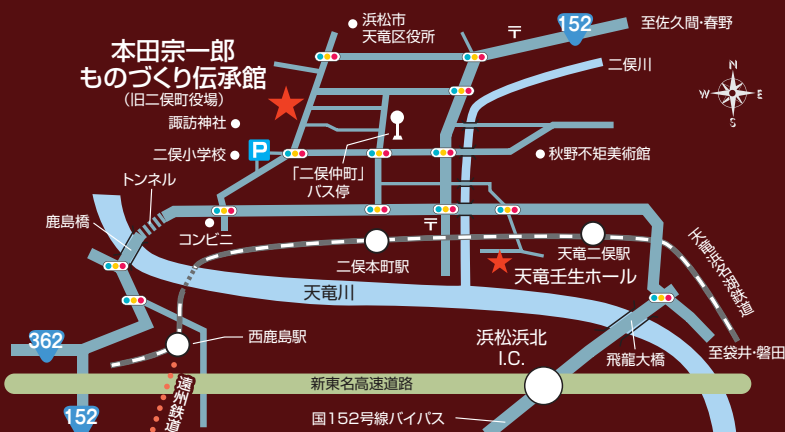 浜松市
天竜区役所
〒
152
至佐久間・春野
本田宗一郎
ものづくり伝承館
(旧二俣町役場)
二俣川
N
W E
S
諏訪神社
二俣小学校
P
「二俣仲町」
バス停
秋野不矩美術館
トンネル
鹿島橋
コンビニ
〒
二俣本町駅
天竜二俣駅
天竜浜名湖鉄道
天竜壬生ホール
天竜川
西鹿島駅
362
浜松浜北
I.C.
飛龍大橋
至袋井・磐田
新東名高速道路
遠州鉄道
152
国152号線バイパス